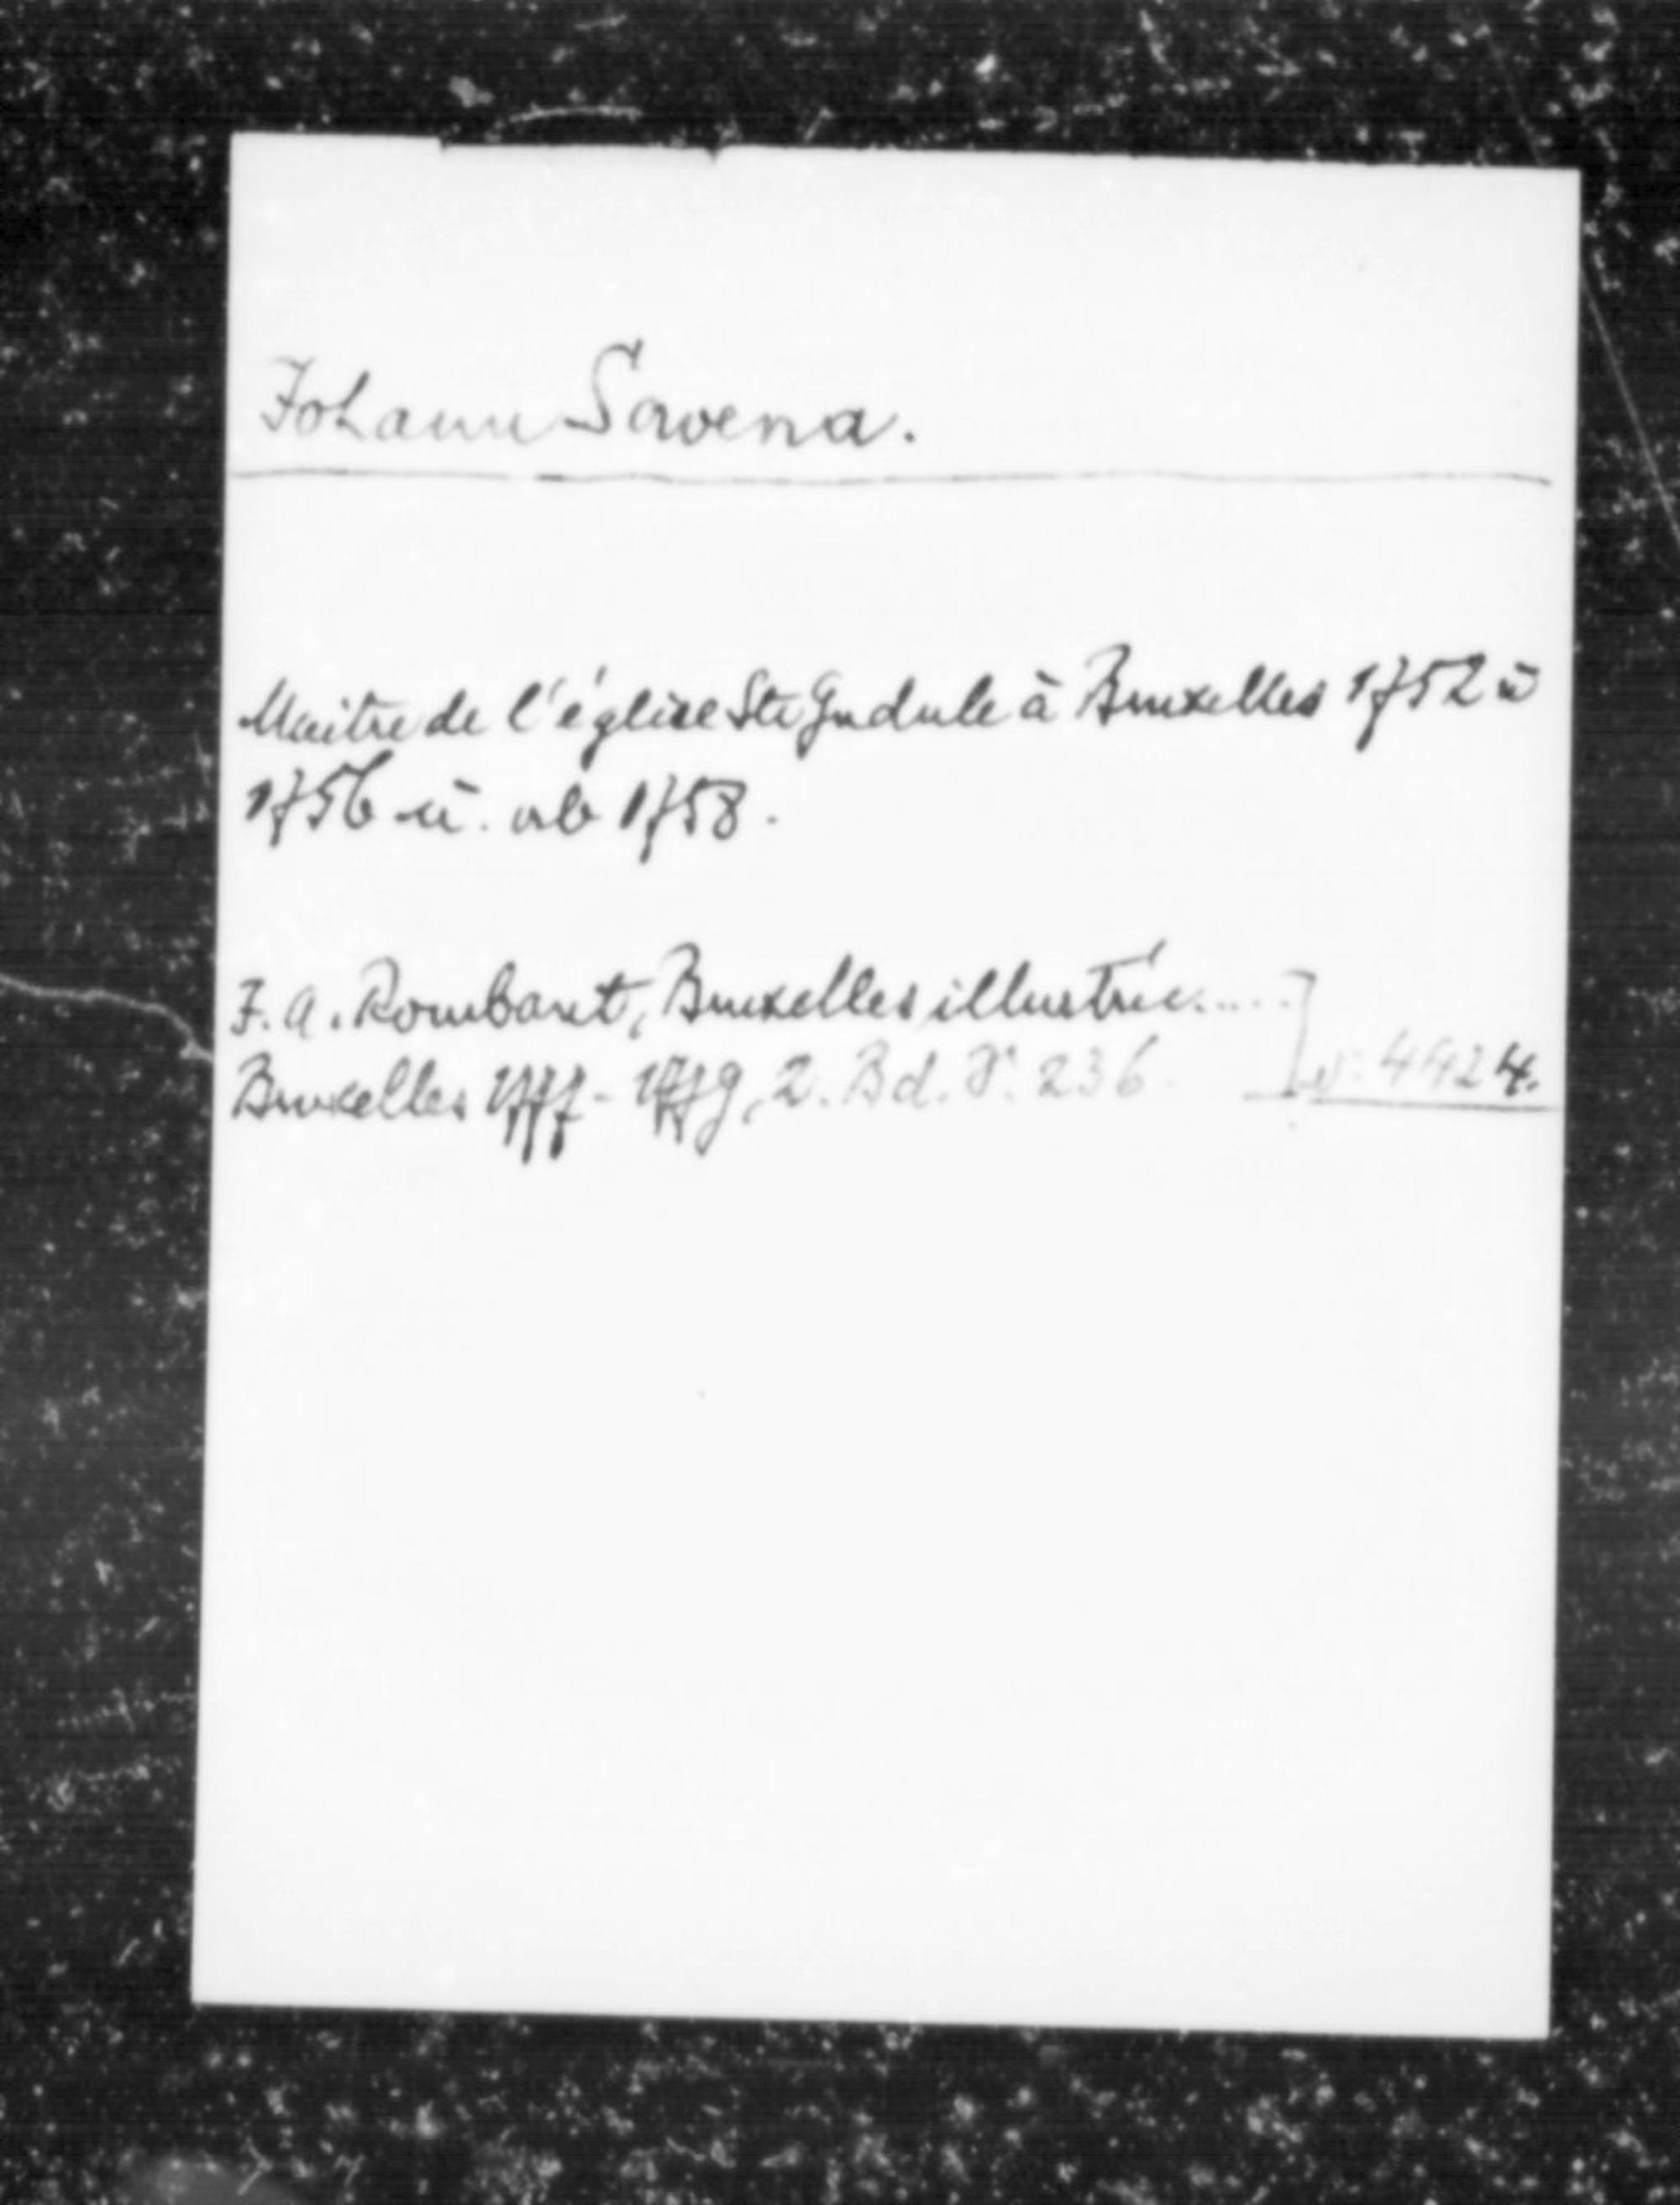 Johann Savena.
Maitre de l'église Ste Gudule à Bruxelles 1752 à
1756 u. ab 1758.
J. A. Rombaut, Bruxelles illustrée.....
Bruxelles 1777-1779, 2. Bd. S. 236. 4424.